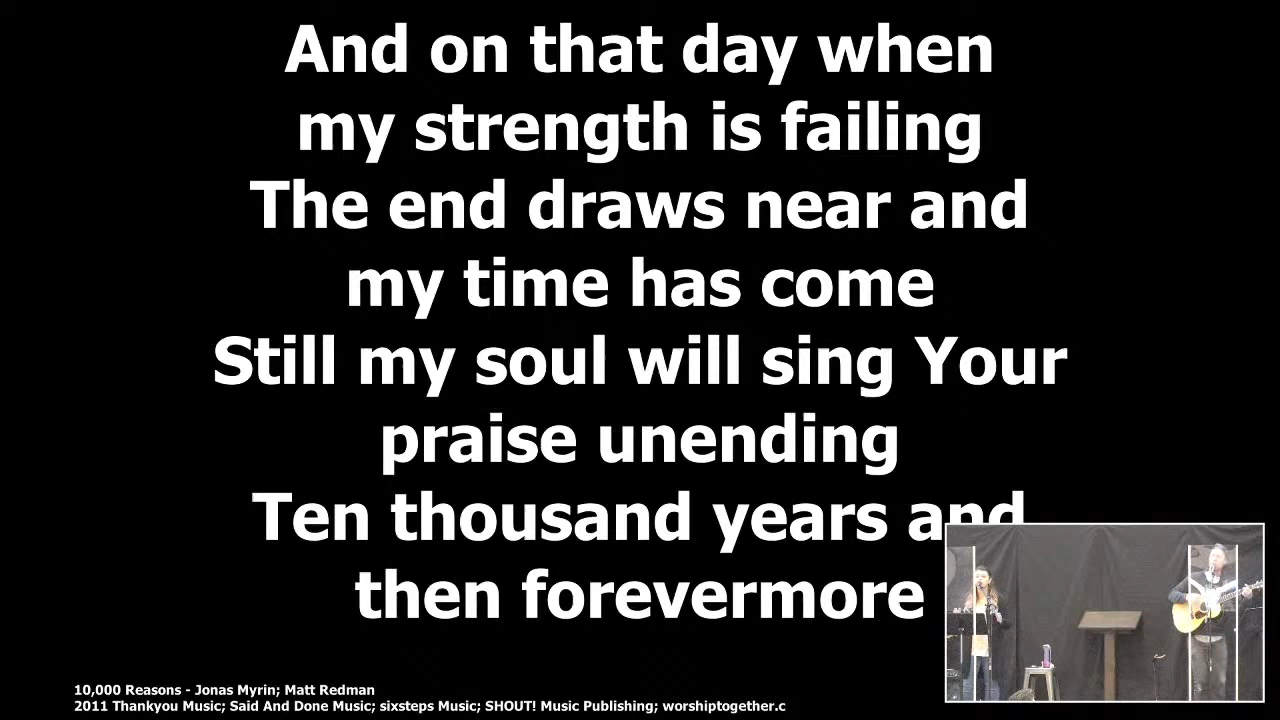 And on that day when
my strength is failing
The end draws near and
my time has come
Still my soul will sing Your
praise unending
Ten thousand years and
then forevermore
10,000 Reasons - Jonas Myrin; Matt Redman
2011 Thankyou Music; Said And Done Music; sixsteps Music; SHOUT! Music Publishing; worshiptogether.c